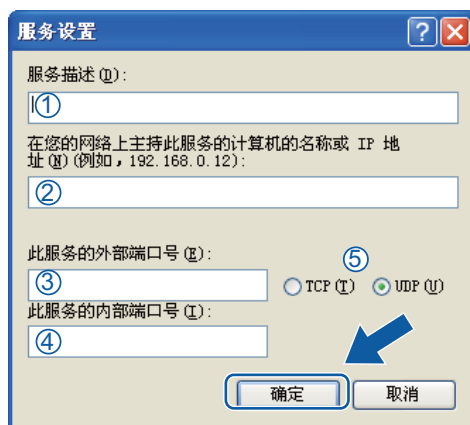 服务设置
服务描述(D):
①
在您的网络上主持此服务的计算机的名称或 IP 地
址(N)(例如，192.168.0.12):
②
此服务的外部端口号(E):
③
⑤
TCP(T) UDP(U)
此服务的内部端口号(I):
④
确定 取消